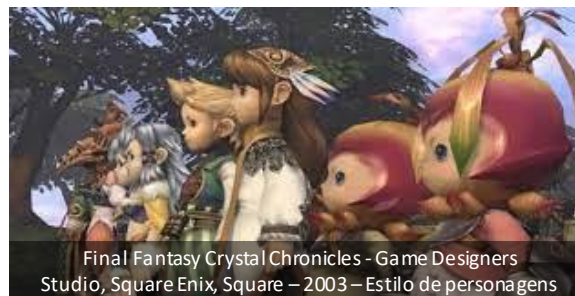 Final Fantasy Crystal Chronicles - Game Designers
Studio, Square Enix, Square – 2003 – Estilo de personagens